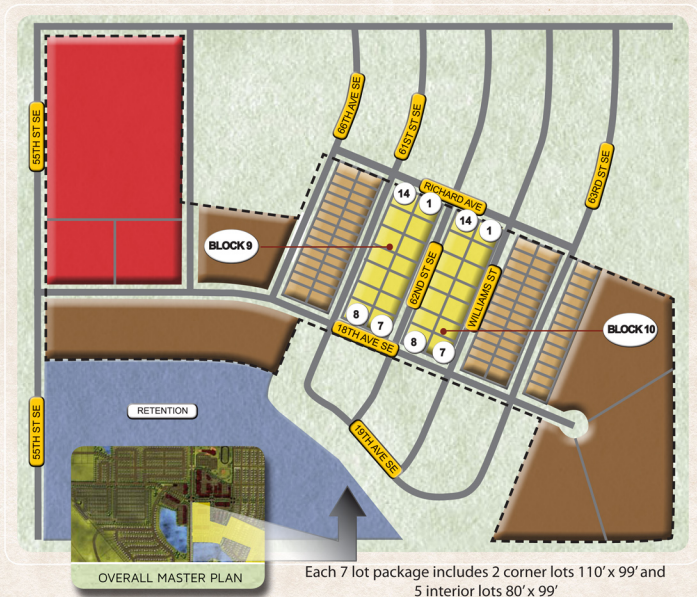 66TH AVE SE
61ST ST SE
55TH ST SE
63RD ST SE
RICHARD AVE
14
1
14
1
BLOCK 9
62ND ST SE
WILLIAMS ST
8
7
18TH AVE SE
8
7
BLOCK 10
RETENTION
55TH ST SE
19TH AVE SE
OVERALL MASTER PLAN
Each 7 lot package includes 2 corner lots 110' x 99' and
5 interior lots 80' x 99'